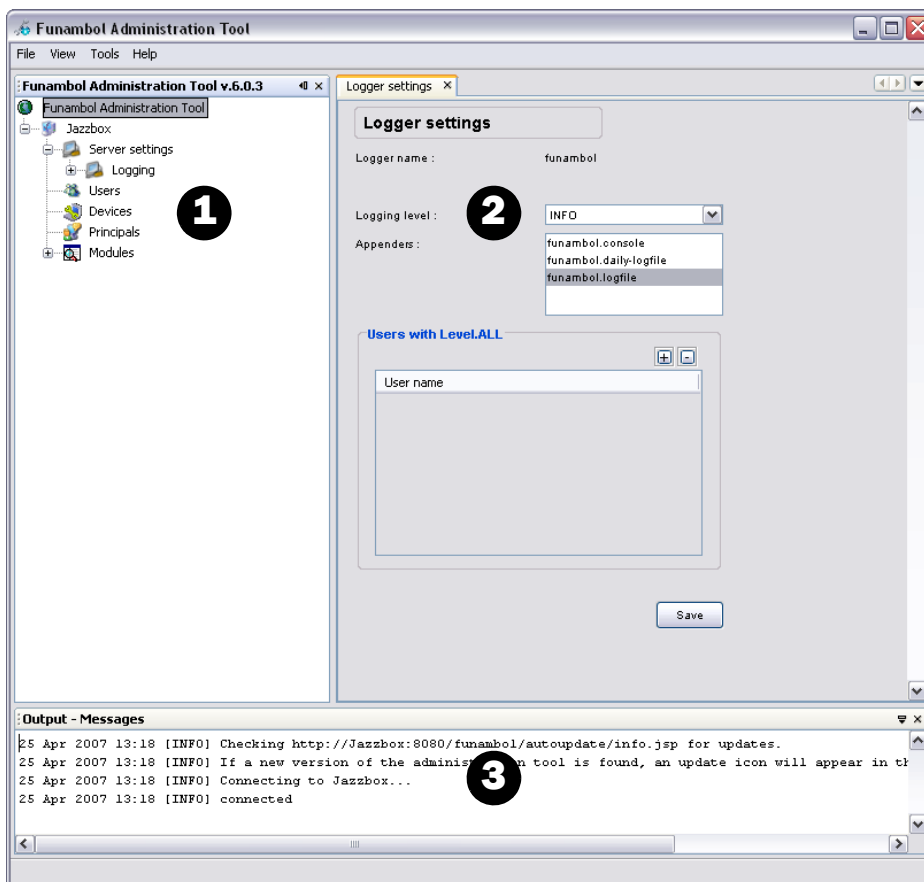 Funambol Administration Tool
File View Tools Help
Funambol Administration Tool v.6.0.3
Funambol Administration Tool
Jazzbox
Server settings
Logging
Users
Devices
Principals
Modules
1
Logger settings
Logger settings
Logger name : funambol
Logging level : INFO
2
Appenders :
funambol.console
funambol.daily-logfile
funambol.logfile
Users with Level.ALL
User name
Save
Output - Messages
25 Apr 2007 13:18 [INFO] Checking http://Jazzbox:8080/funambol/autoupdate/info.jsp for updates.
25 Apr 2007 13:18 [INFO] If a new version of the tool is found, an update icon will appear in th
25 Apr 2007 13:18 [INFO] Connecting to Jazzbox...
25 Apr 2007 13:18 [INFO] connected
3